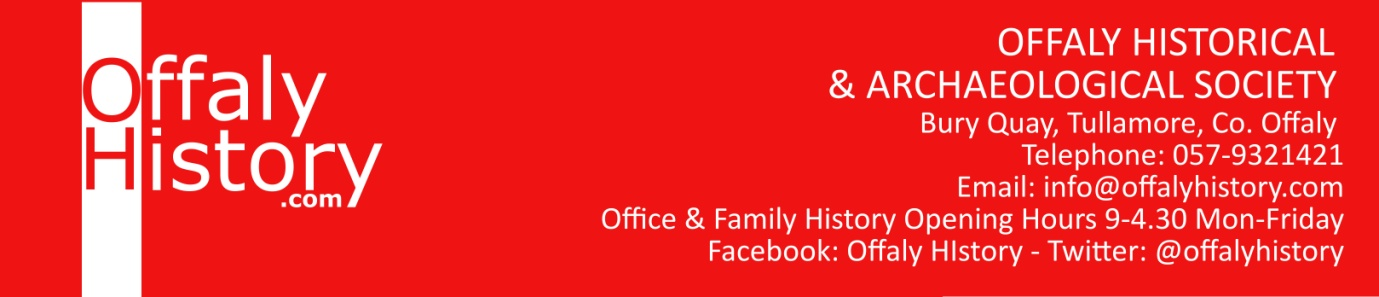 Offaly
History
.com
OFFALY HISTORICAL
& ARCHAEOLOGICAL SOCIETY
Bury Quay, Tullamore, Co. Offaly
Telephone: 057-9321421
Email: info@offalyhistory.com
Office & Family History Opening Hours 9-4.30 Mon-Friday
Facebook: Offaly HIstory - Twitter: @offalyhistory